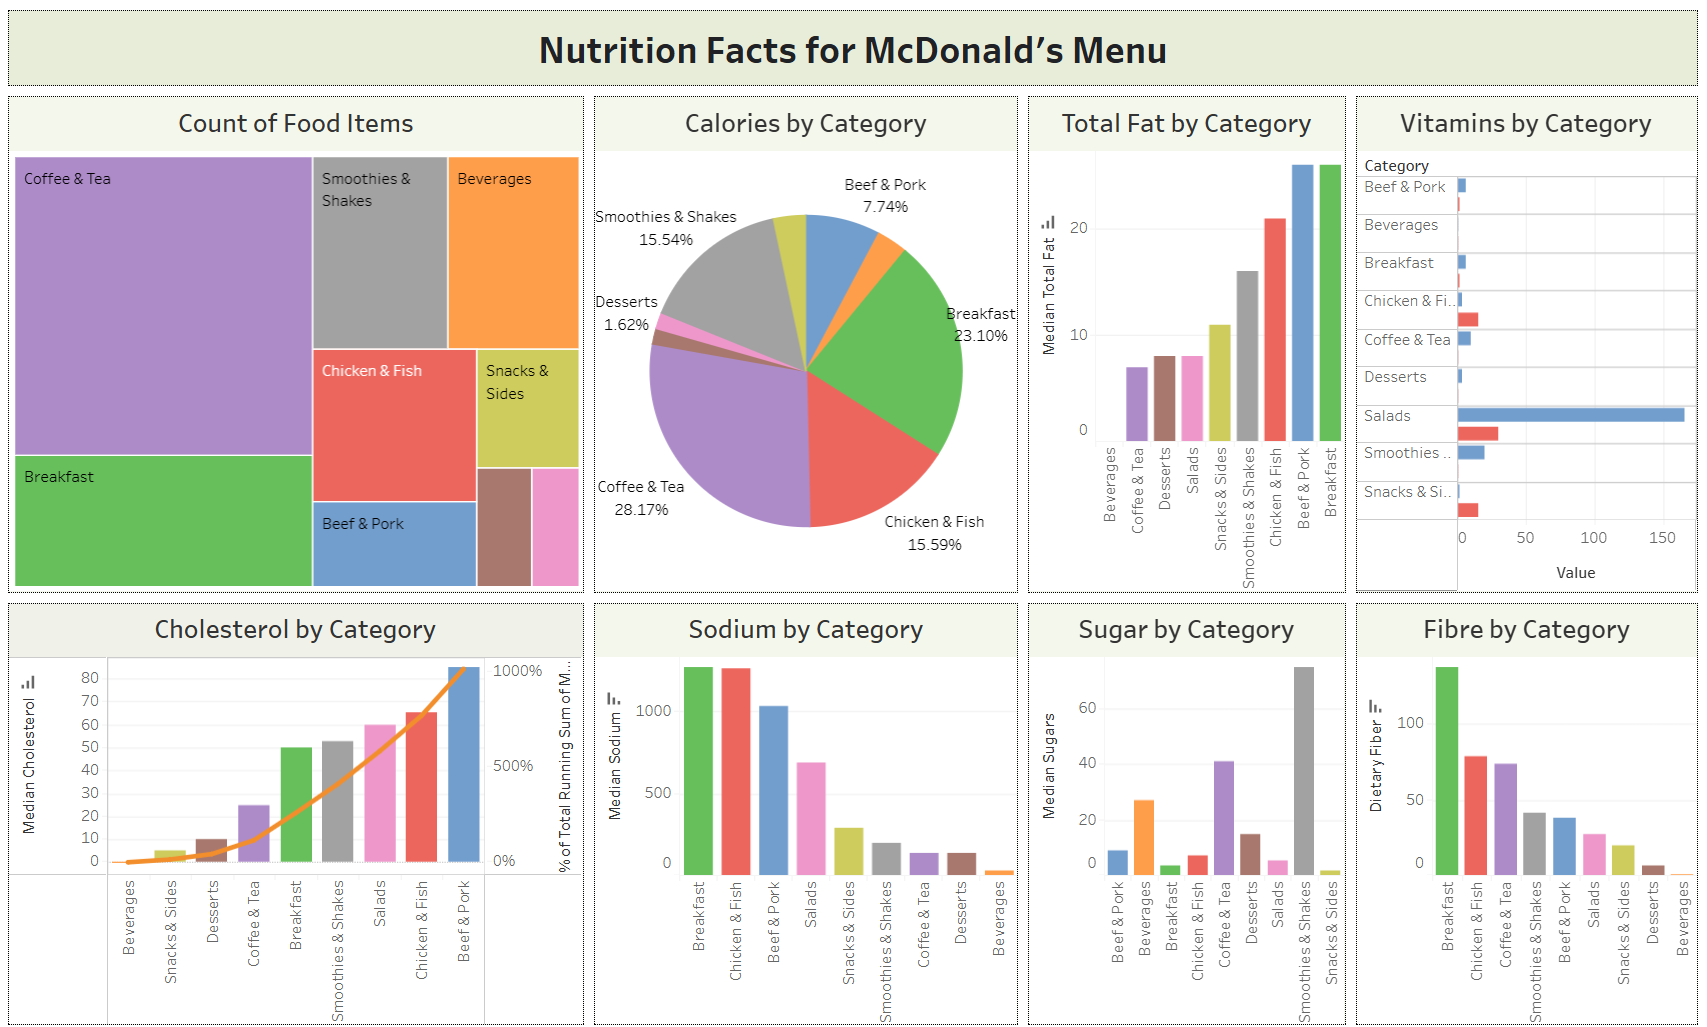 Nutrition Facts for McDonald’s Menu
Count of Food Items
Coffee & Tea
Smoothies &
Shakes
Beverages
Chicken & Fish
Snacks &
Sides
Breakfast
Beef & Pork
Calories by Category
Beef & Pork
7.74%
Smoothies & Shakes
15.54%
Desserts
1.62%
Breakfast
23.10%
Coffee & Tea
28.17%
Chicken & Fish
15.59%
Total Fat by Category
Median Total Fat
20
10
0
Beverages
Coffee & Tea
Desserts
Salads
Snacks & Sides
Smoothies & Shakes
Chicken & Fish
Beef & Pork
Breakfast
Vitamins by Category
Category
Beef & Pork
Beverages
Breakfast
Chicken & Fi..
Coffee & Tea
Desserts
Salads
Smoothies ..
Snacks & Si..
0 50 100 150
Value
Cholesterol by Category
Median Cholesterol
80
70
60
50
40
30
20
10
0
1000%
500%
0%
% of Total Running Sum of M...
Beverages
Snacks & Sides
Desserts
Coffee & Tea
Breakfast
Smoothies & Shakes
Salads
Chicken & Fish
Beef & Pork
Sodium by Category
Median Sodium
1000
500
0
Breakfast
Chicken & Fish
Beef & Pork
Salads
Snacks & Sides
Smoothies & Shakes
Coffee & Tea
Desserts
Beverages
Sugar by Category
Median Sugars
60
40
20
0
Beef & Pork
Beverages
Breakfast
Chicken & Fish
Coffee & Tea
Desserts
Salads
Smoothies & Shakes
Snacks & Sides
Fibre by Category
Dietary Fiber
100
50
0
Breakfast
Chicken & Fish
Coffee & Tea
Smoothies & Shakes
Beef & Pork
Salads
Snacks & Sides
Desserts
Beverages